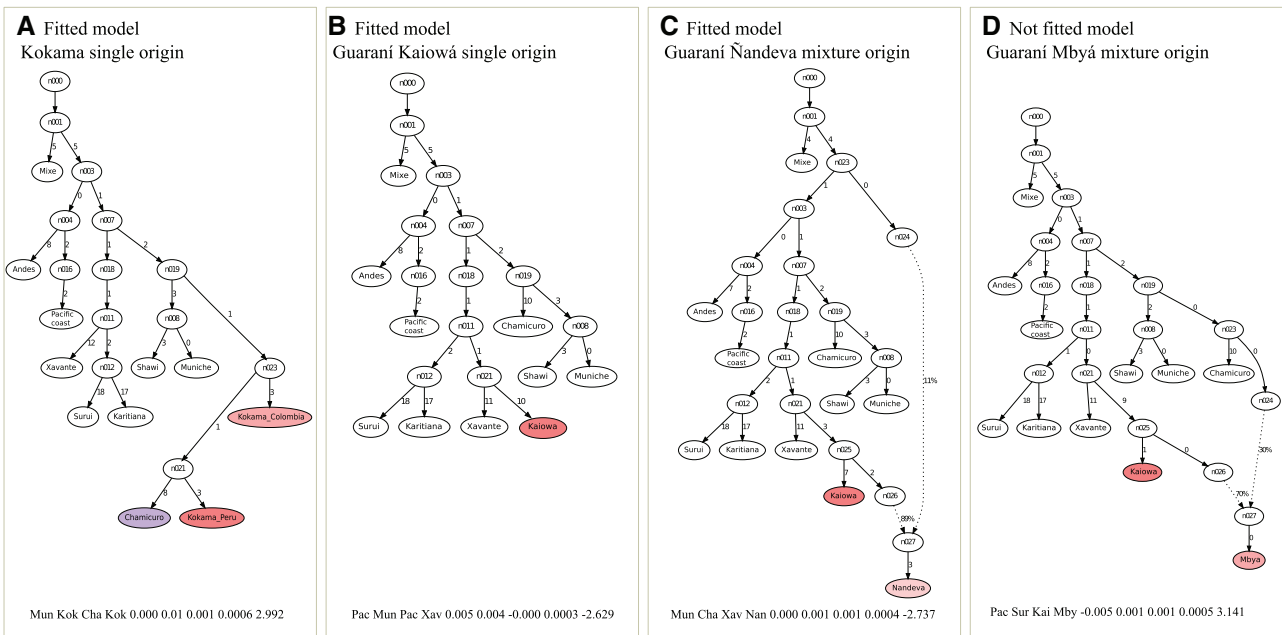 A Fitted model
Kokama single origin
n000
n001
5 5
Mixe n003
0 1
n004 n007
8 2 1 2
Andes n016 n018 n019
2 1 3 1
Pacific
coast
n011 n008
12 2 3 0
Xavante n012 Shawi Muniche n023
18 17 3
Surui Karitiana Kokama_Colombia
1
n021
8 3
Chamicuro Kokama_Peru
Mun Kok Cha Kok 0.000 0.01 0.001 0.0006 2.992
B Fitted model
Guaraní Kaiowá single origin
n000
n001
5 5
Mixe n003
0 1
n004 n007
8 2 1 2
Andes n016 n018 n019
2 1 10 3
Pacific
coast
n011 Chamicuro n008
2 1 3 0
n012 n021 Shawi Muniche
18 17 11 10
Surui Karitiana Xavante Kaiowa
Pac Mun Pac Xav 0.005 0.004 -0.000 0.0003 -2.629
C Fitted model
Guaraní Ñandeva mixture origin
n000
n001
4 4
Mixe n023
1 0
n003 n024
0 1
n004 n007
7 2 1 2
Andes n016 n018 n019
2 1 10 3
Pacific
coast
n011 Chamicuro n008
2 1 3 0
n012 n021 Shawi Muniche
11%
18 17 11 3
Surui Karitiana Xavante n025
7 2
Kaiowa n026
89%
n027
3
Nandeva
Mun Cha Xav Nan 0.000 0.001 0.001 0.0004 -2.737
D Not fitted model
Guaraní Mbyá mixture origin
n000
n001
5 5
Mixe n003
0 1
n004 n007
8 2 1 2
Andes n016 n018 n019
2 1 2 0
Pacific
coast
n011 n008 n023
1 0 3 0 10 0
n012 n021 Shawi Muniche Chamicuro
18 17 11 9
n024
Surui Karitiana Xavante n025
1 0 30%
Kaiowa n026
70%
n027
0
Mbya
Pac Sur Kai Mby -0.005 0.001 0.001 0.0005 3.141